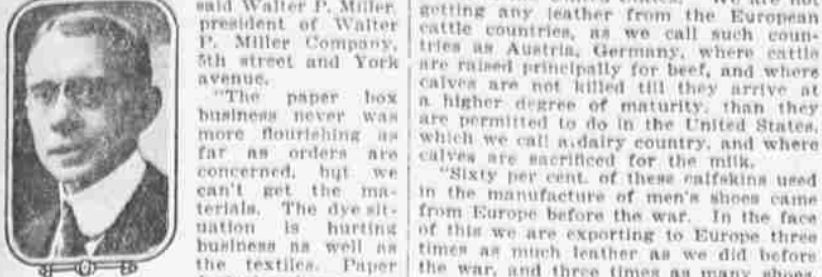 said Walter P. Miller,
president of Walter
P. Miller Company,
5th street and York
avenue.
"The paper box
business never was
more flourishing as
far as orders are
concerned, but we
can't get the ma-
terials. The dye sit-
uation is hurting
business as well as
the textiles. Paper
getting any leather from the European
cattle countries, as we call such coun-
tries as Austria, Germany, where cattle
are raised principally for beef, and where
calves are not killed till they arrive at
a higher degree of maturity, than they
are permitted to do in the United States,
which we call a dairy country, and where
calves are sacrificed for the milk.
"Sixty per cent. of these calfskins used
in the manufacture of men's shoes came
from Europe before the war. In the face
of this we are exporting to Europe three
times as much leather as we did before
the war, and three times as many shoes.